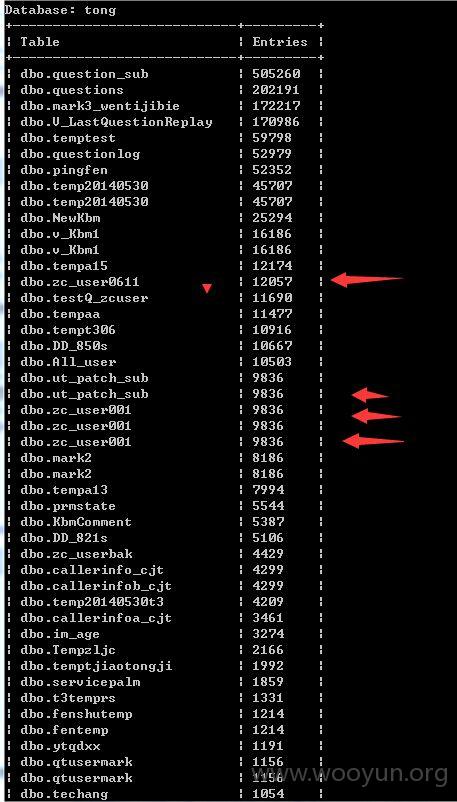 Database: tong
+------------------------------+---------+
| Table | Entries |
+------------------------------+---------+
| dbo.question_sub | 505260 |
| dbo.questions | 202191 |
| dbo.mark3_wentijibie | 172217 |
| dbo.V_LastQuestionReplay | 170986 |
| dbo.temptest | 59798 |
| dbo.questionlog | 52979 |
| dbo.pingfen | 52352 |
| dbo.temp20140530 | 45707 |
| dbo.temp20140530 | 45707 |
| dbo.NewKbm | 25294 |
| dbo.v_Kbm1 | 16186 |
| dbo.v_Kbm1 | 16186 |
| dbo.tempa15 | 12174 |
| dbo.zc_user0611 | 12057 |
| dbo.testQ_zcuser | 11690 |
| dbo.tempaa | 11477 |
| dbo.tempt306 | 10916 |
| dbo.DD_850s | 10667 |
| dbo.All_user | 10503 |
| dbo.ut_patch_sub | 9836 |
| dbo.ut_patch_sub | 9836 |
| dbo.zc_user001 | 9836 |
| dbo.zc_user001 | 9836 |
| dbo.zc_user001 | 9836 |
| dbo.mark2 | 8186 |
| dbo.mark2 | 8186 |
| dbo.tempa13 | 7994 |
| dbo.prmstate | 5544 |
| dbo.KbmComment | 5387 |
| dbo.DD_821s | 5106 |
| dbo.zc_userbak | 4429 |
| dbo.callerinfo_cjt | 4299 |
| dbo.callerinfob_cjt | 4299 |
| dbo.temp20140530t3 | 4209 |
| dbo.callerinfoa_cjt | 3461 |
| dbo.im_age | 3274 |
| dbo.Tempzljc | 2166 |
| dbo.temptjiaotongji | 1992 |
| dbo.servicepalm | 1859 |
| dbo.t3temprs | 1331 |
| dbo.fenshutemp | 1214 |
| dbo.fentemp | 1214 |
| dbo.ytqdxx | 1191 |
| dbo.qtusermark | 1156 |
| dbo.qtusermark | 1156 |
| dbo.techang | 1054 |
www.wooyun.org